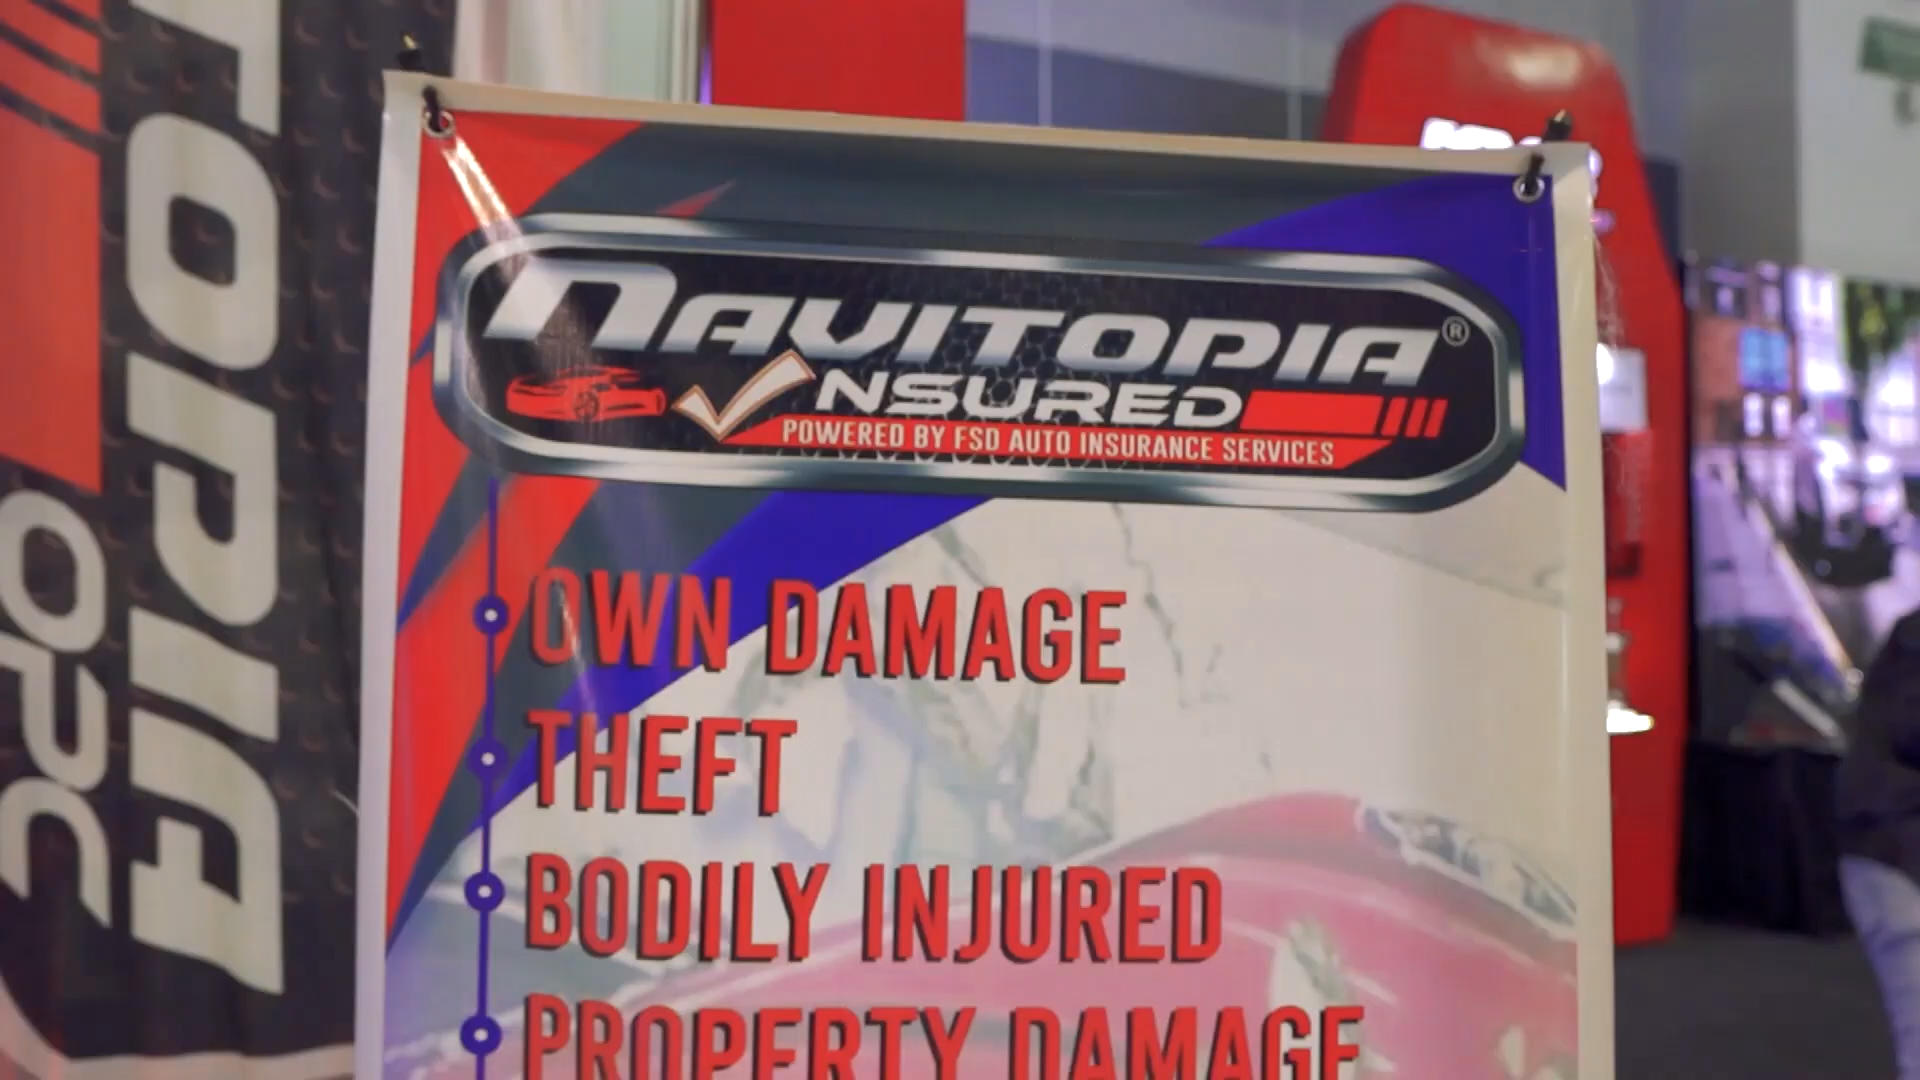 NAVITOPIA®
NSURED
POWERED BY FSD AUTO INSURANCE SERVICES
OWN DAMAGE
THEFT
BODILY INJURED
PROPERTY DAMAGE
TOPIA
OPC